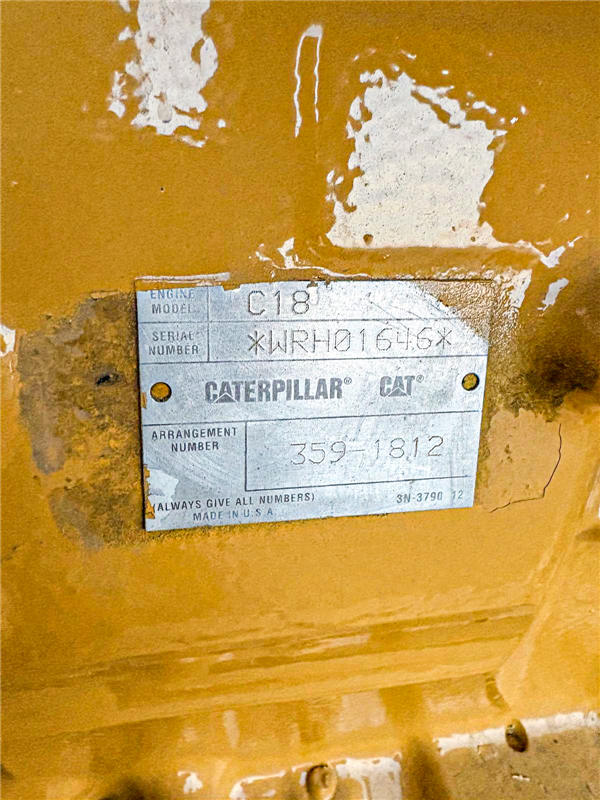 ENGINE MODEL C18
SERIAL NUMBER *WRH01646*
CATERPILLAR® CAT®
ARRANGEMENT NUMBER 359-1812
(ALWAYS GIVE ALL NUMBERS) 3N-3790 12
MADE IN U.S.A.